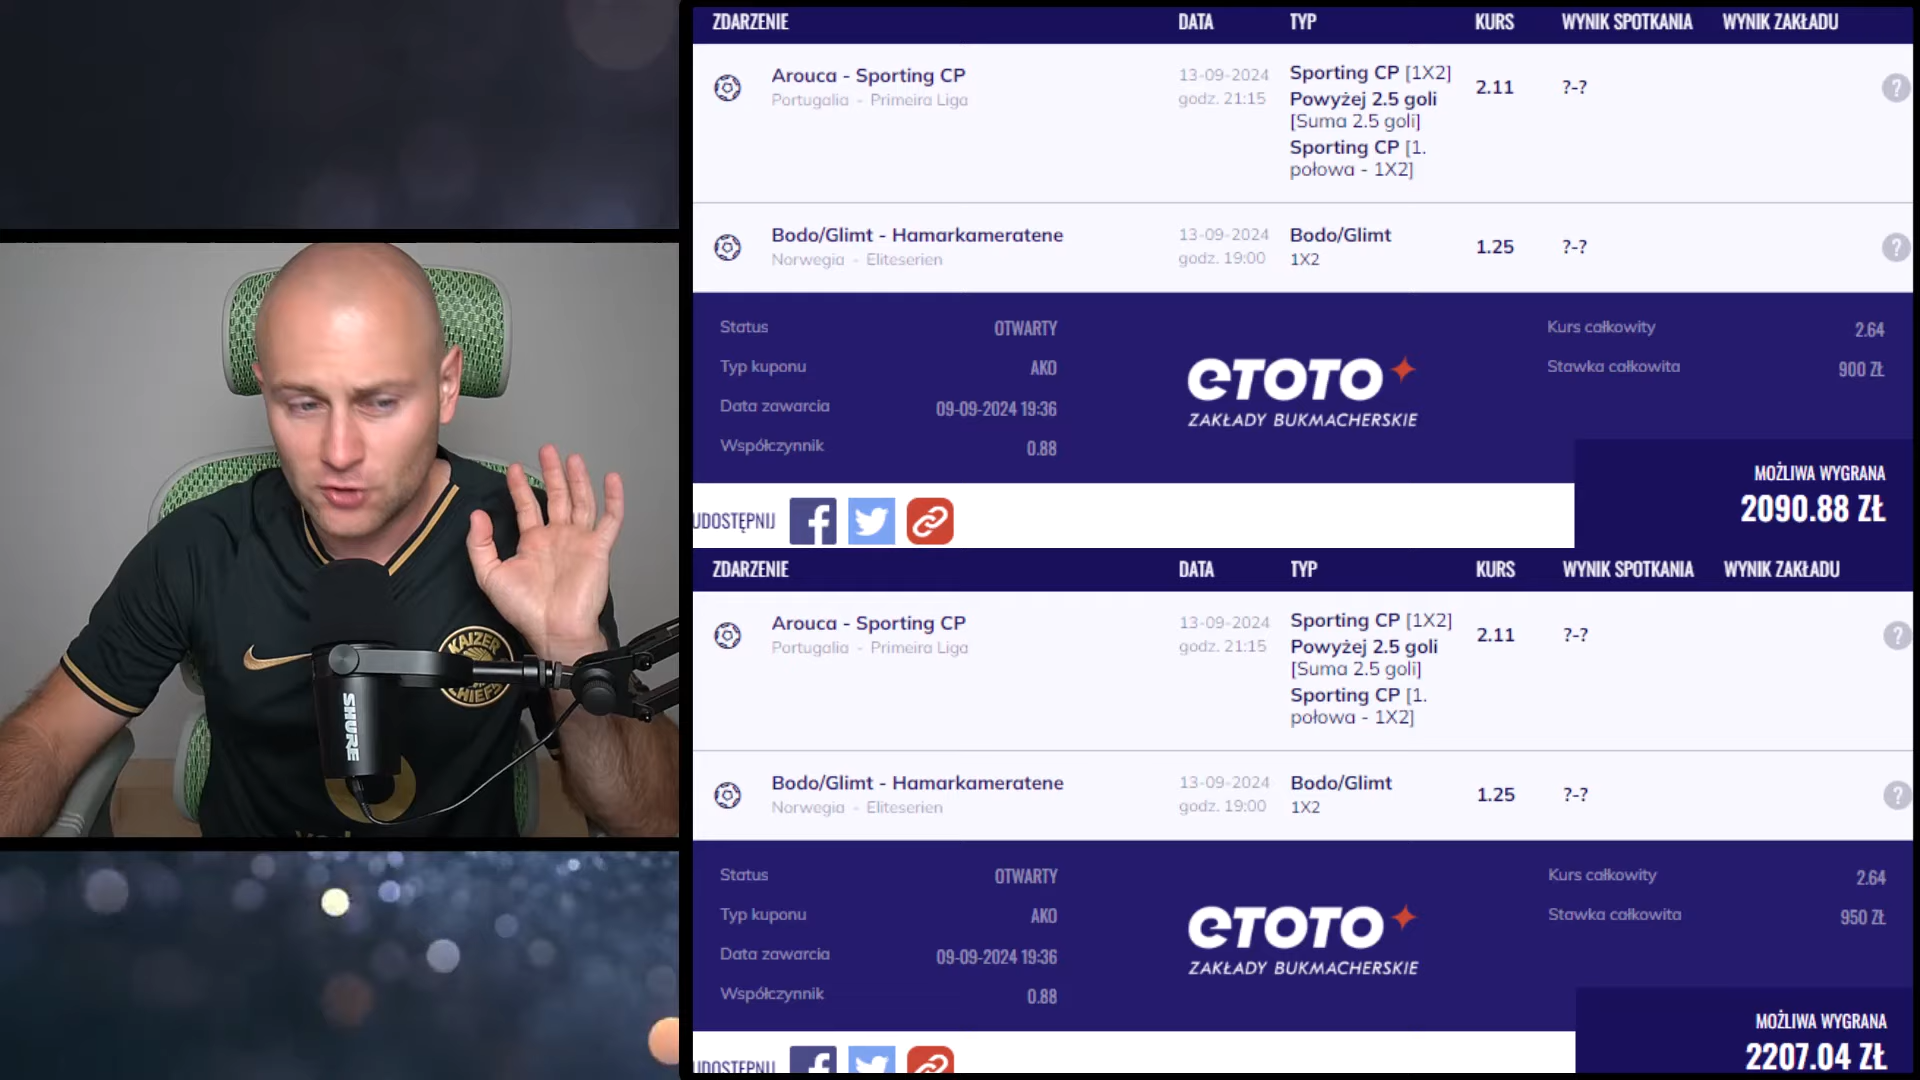 ZDARZENIE DATA TYP KURS WYNIK SPOTKANIA WYNIK ZAKŁADU
Arouca - Sporting CP
Portugalia - Primeira Liga
13-09-2024
godz. 21:15
Sporting CP [1X2]
Powyżej 2.5 goli
[Suma 2.5 goli]
Sporting CP [1.
połowa - 1X2]
2.11
?-?
?
Bodo/Glimt - Hamarkameratene
Norwegia - Eliteserien
13-09-2024
godz. 19:00
Bodo/Glimt
1X2
1.25
?-?
?
Status OTWARTY
Typ kuponu AKO
Data zawarcia 09-09-2024 19:36
Współczynnik 0.88
eTOTO
ZAKŁADY BUKMACHERSKIE
Kurs całkowity 2.64
Stawka całkowita 900 ZŁ
MOŻLIWA WYGRANA
2090.88 ZŁ
UDOSTĘPNIJ
ZDARZENIE DATA TYP KURS WYNIK SPOTKANIA WYNIK ZAKŁADU
Arouca - Sporting CP
Portugalia - Primeira Liga
13-09-2024
godz. 21:15
Sporting CP [1X2]
Powyżej 2.5 goli
[Suma 2.5 goli]
Sporting CP [1.
połowa - 1X2]
2.11
?-?
?
Bodo/Glimt - Hamarkameratene
Norwegia - Eliteserien
13-09-2024
godz. 19:00
Bodo/Glimt
1X2
1.25
?-?
?
Status OTWARTY
Typ kuponu AKO
Data zawarcia 09-09-2024 19:36
Współczynnik 0.88
eTOTO
ZAKŁADY BUKMACHERSKIE
Kurs całkowity 2.64
Stawka całkowita 950 ZŁ
MOŻLIWA WYGRANA
2207.04 ZŁ
UDOSTĘPNIJ
KAIZER
CHIEFS
SHURE